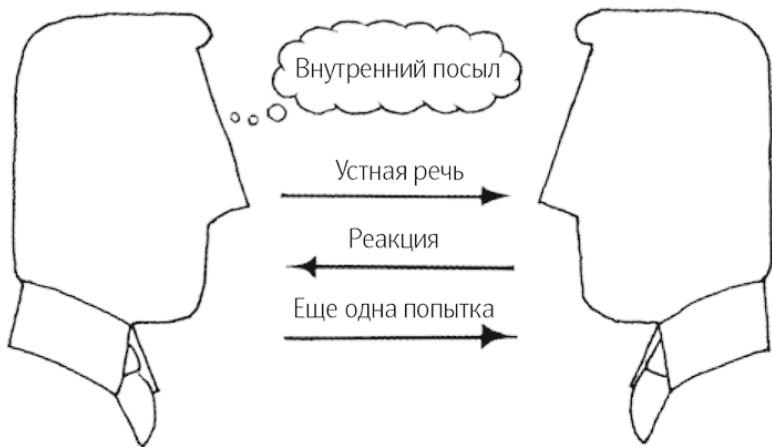 Внутренний посыл
Устная речь
Реакция
Еще одна попытка